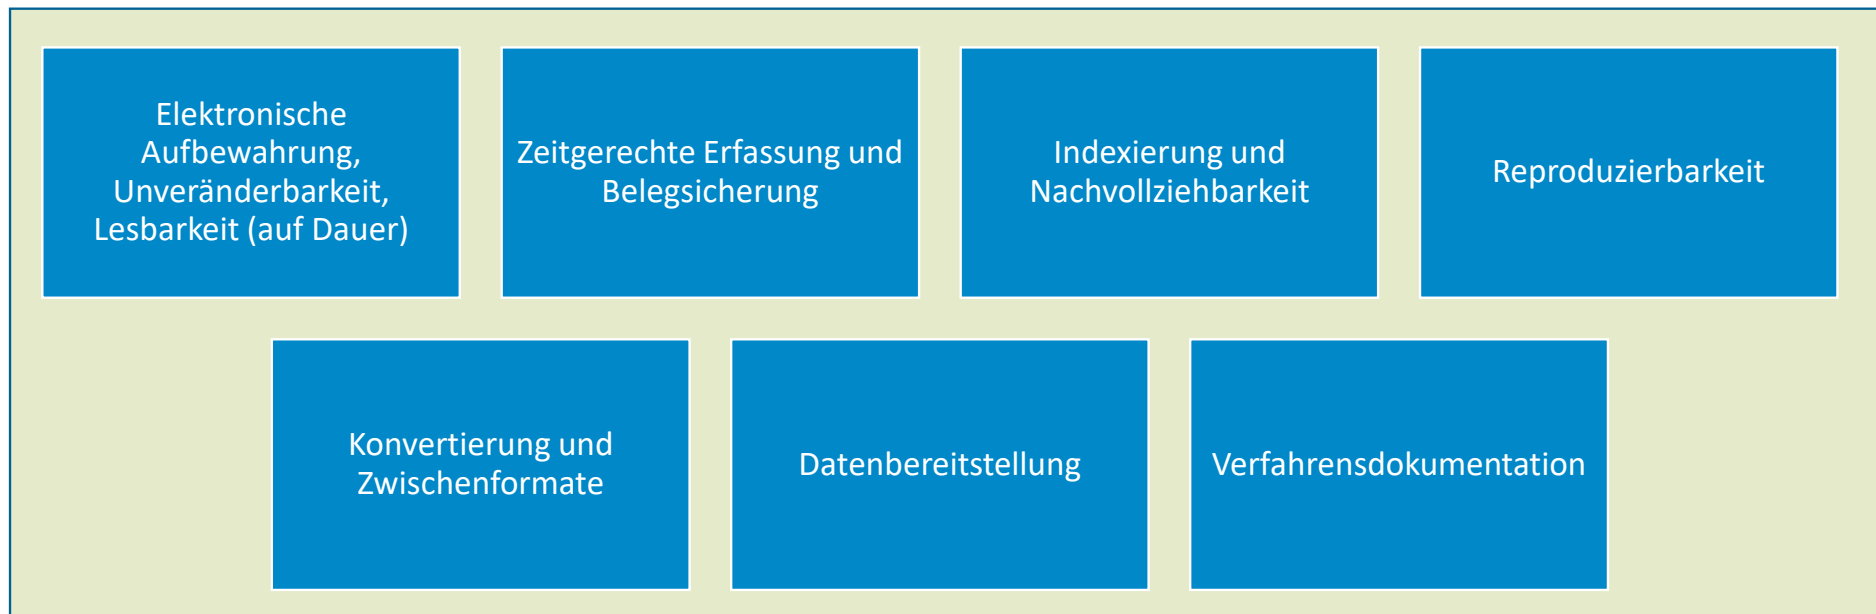 Elektronische
Aufbewahrung,
Unveränderbarkeit,
Lesbarkeit (auf Dauer)
Zeitgerechte Erfassung und
Belegsicherung
Indexierung und
Nachvollziehbarkeit
Reproduzierbarkeit
Konvertierung und
Zwischenformate
Datenbereitstellung
Verfahrensdokumentation